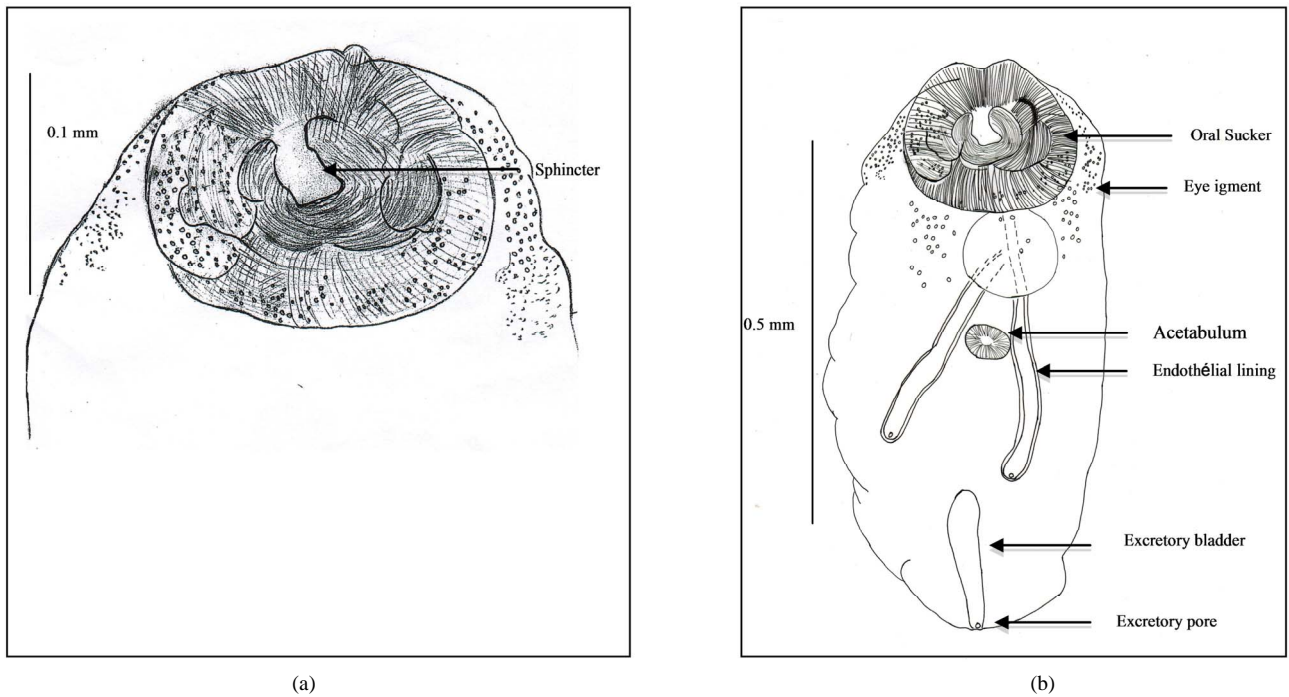 0.1 mm
Sphincter
(a)
Oral Sucker
Eye igment
0.5 mm
Acetabulum
Endothélial lining
Excretory bladder
Excretory pore
(b)